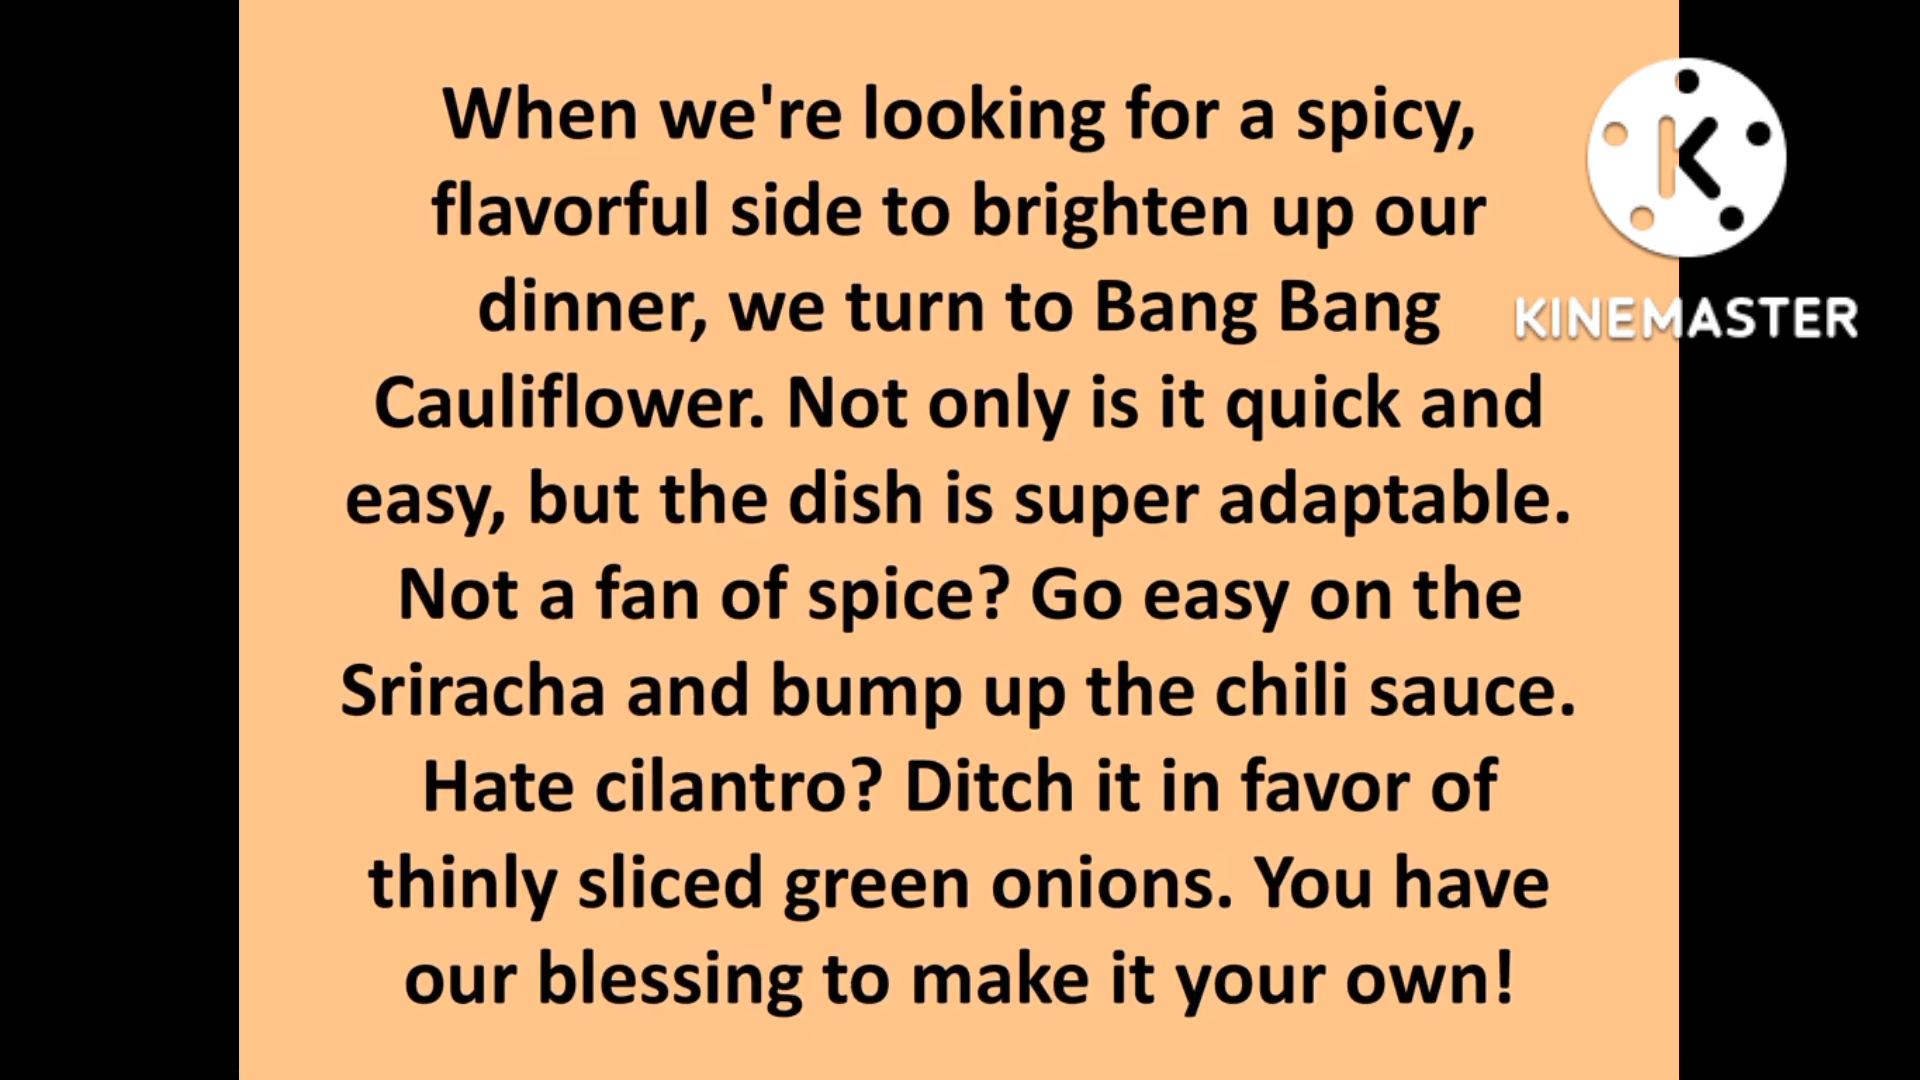 When we're looking for a spicy,
flavorful side to brighten up our
dinner, we turn to Bang Bang
Cauliflower. Not only is it quick and
easy, but the dish is super adaptable.
Not a fan of spice? Go easy on the
Sriracha and bump up the chili sauce.
Hate cilantro? Ditch it in favor of
thinly sliced green onions. You have
our blessing to make it your own!
K
KINEMASTER